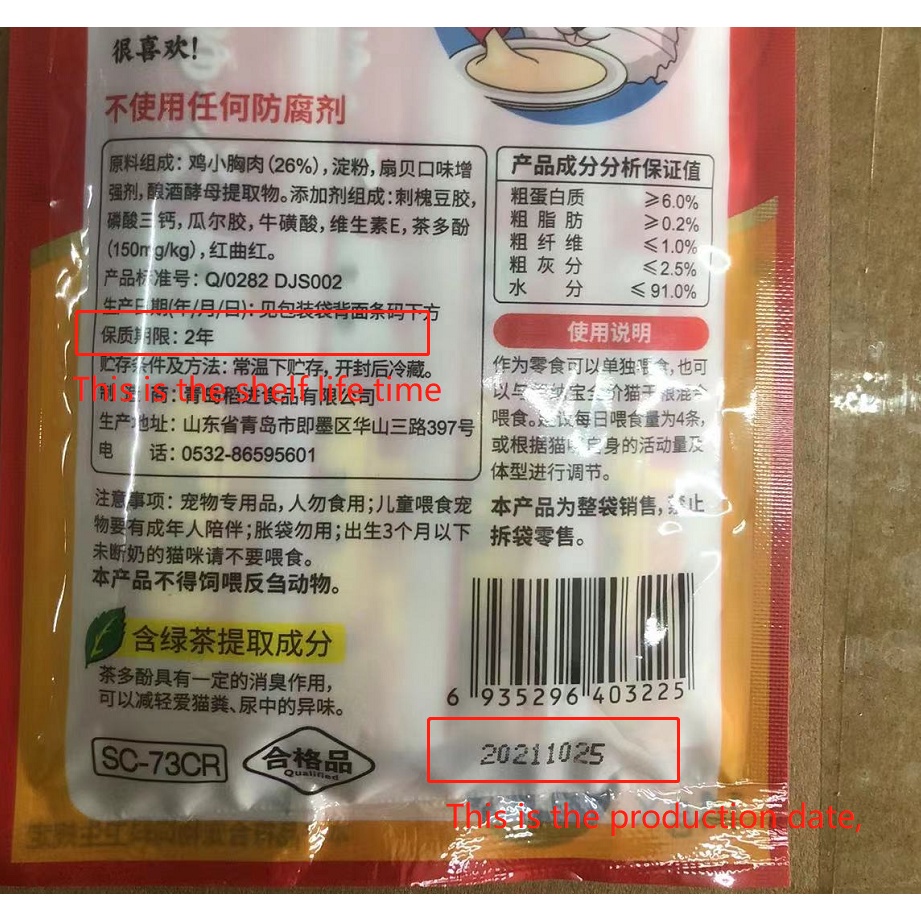 很喜欢!
不使用任何防腐剂
原料组成：鸡小胸肉(26%)，淀粉，扇贝口味增
强剂，酿酒酵母提取物。添加剂组成：刺槐豆胶，
磷酸三钙，瓜尔胶，牛磺酸，维生素E，茶多酚
(150mg/kg)，红曲红。
产品标准号：Q/0282 DJS002
生产日期(年/月/日)：见包装袋背面条码下方
保质期限：2年
贮存条件及方法：常温下贮存，开封后冷藏。
This is the shelf life time
食品有限公司
生产地址：山东省青岛市即墨区华山三路397号
电 话：0532-86595601
注意事项：宠物专用品，人勿食用；儿童喂食宠
物要有成年人陪伴；胀袋勿用；出生3个月以下
未断奶的猫咪请不要喂食。
本产品不得饲喂反刍动物。
含绿茶提取成分
茶多酚具有一定的消臭作用，
可以减轻爱猫粪、尿中的异味。
SC-73CR
合格品
Qualified
产品成分分析保证值
粗蛋白质 ≥6.0%
粗脂肪 ≥0.2%
粗纤维 ≤1.0%
粗灰分 ≤2.5%
水 分 ≤91.0%
使用说明
作为零食可以单独喂食，也可
以与 猫干粮混合
喂食。建议每日喂食量为4条，
或根据猫咪自身的活动量及
体型进行调节。
本产品为整袋销售，禁止
拆袋零售。
6 935296 403225
20211025
This is the production date,